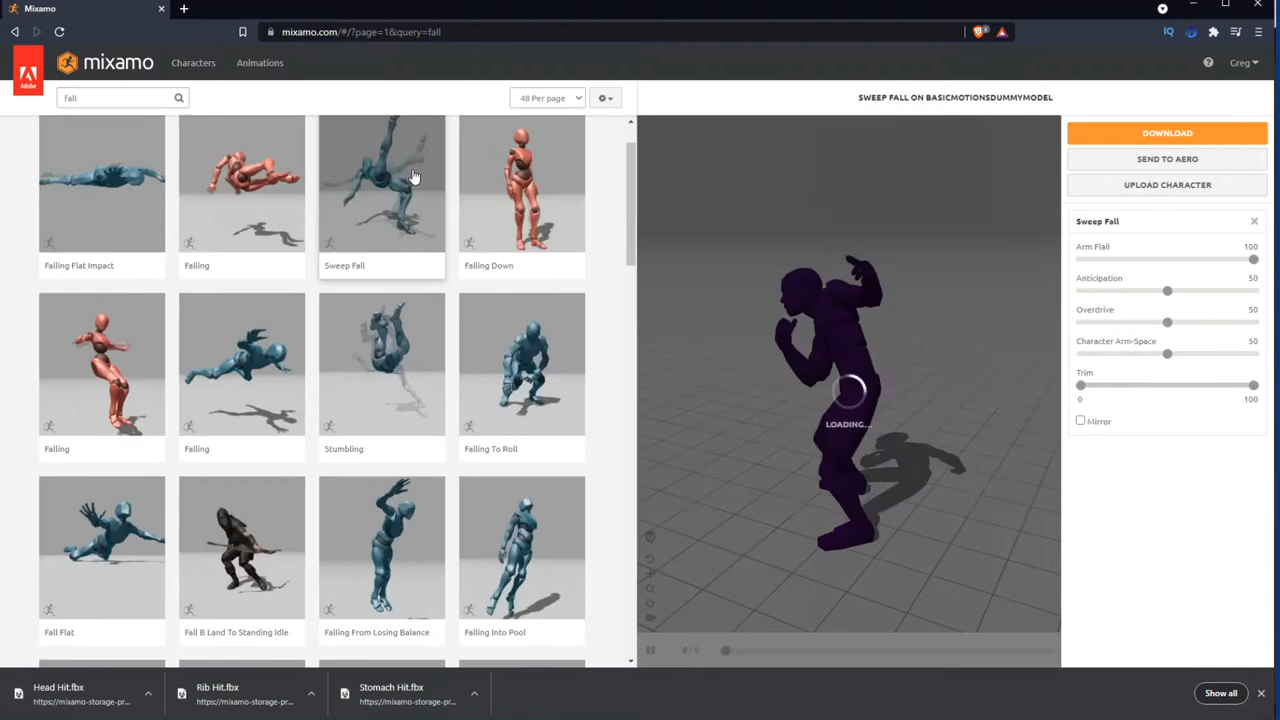 Mixamo
mixamo.com/#/?page=1&query=fall
Adobe
mixamo
Characters
Animations
Greg
fall
48 Per page
SWEEP FALL ON BASICMOTIONSDUMMYMODEL
DOWNLOAD
SEND TO AERO
UPLOAD CHARACTER
Sweep Fall
Arm Flail 100
Anticipation 50
Overdrive 50
Character Arm-Space 50
Trim
0 100
Mirror
Falling Flat Impact
Falling
Sweep Fall
Falling Down
Falling
Falling
Stumbling
Falling To Roll
Fall Flat
Fall B Land To Standing Idle
Falling From Losing Balance
Falling Into Pool
LOADING...
0 / 0
Head Hit.fbx
https://mixamo-storage-pr...
Rib Hit.fbx
https://mixamo-storage-pr...
Stomach Hit.fbx
https://mixamo-storage-pr...
Show all